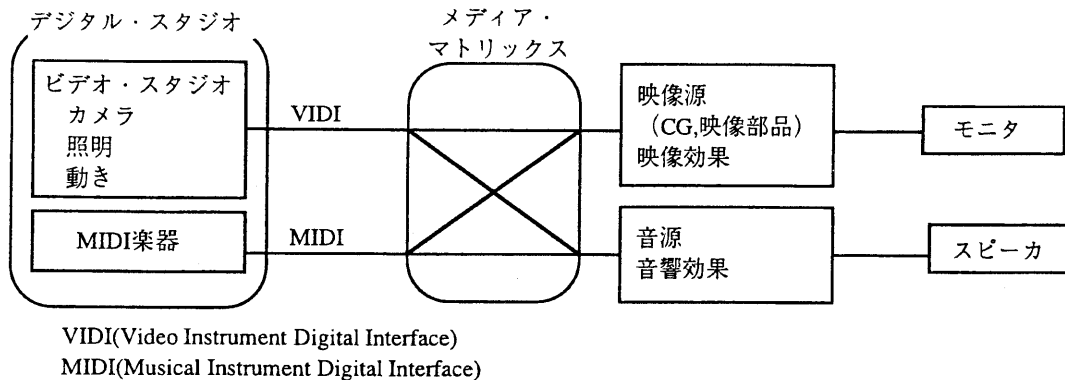 デジタル・スタジオ
ビデオ・スタジオ
カメラ
照明
動き
MIDI楽器
VIDI
MIDI
メディア・
マトリックス
映像源
(CG,映像部品)
映像効果
音源
音響効果
モニタ
スピーカ
VIDI(Video Instrument Digital Interface)
MIDI(Musical Instrument Digital Interface)